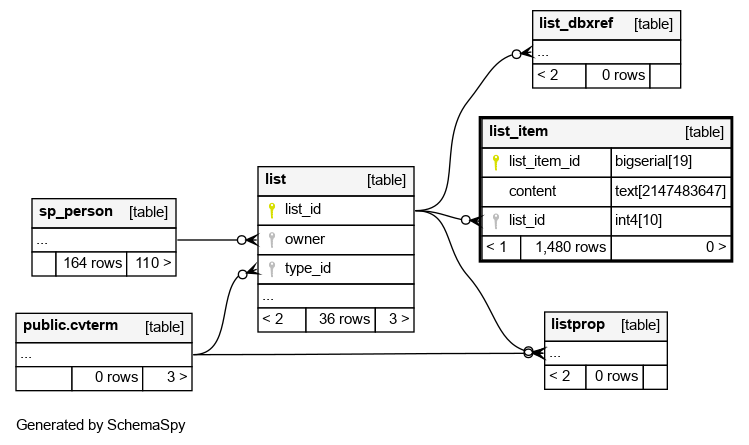 list_dbxref [table]
...
< 2 0 rows
list_item [table]
list_item_id bigserial[19]
content text[2147483647]
list_id int4[10]
< 1 1,480 rows 0 >
list [table]
list_id
owner
type_id
...
< 2 36 rows 3 >
sp_person [table]
...
164 rows 110 >
public.cvterm [table]
...
0 rows 3 >
listprop [table]
...
< 2 0 rows
Generated by SchemaSpy